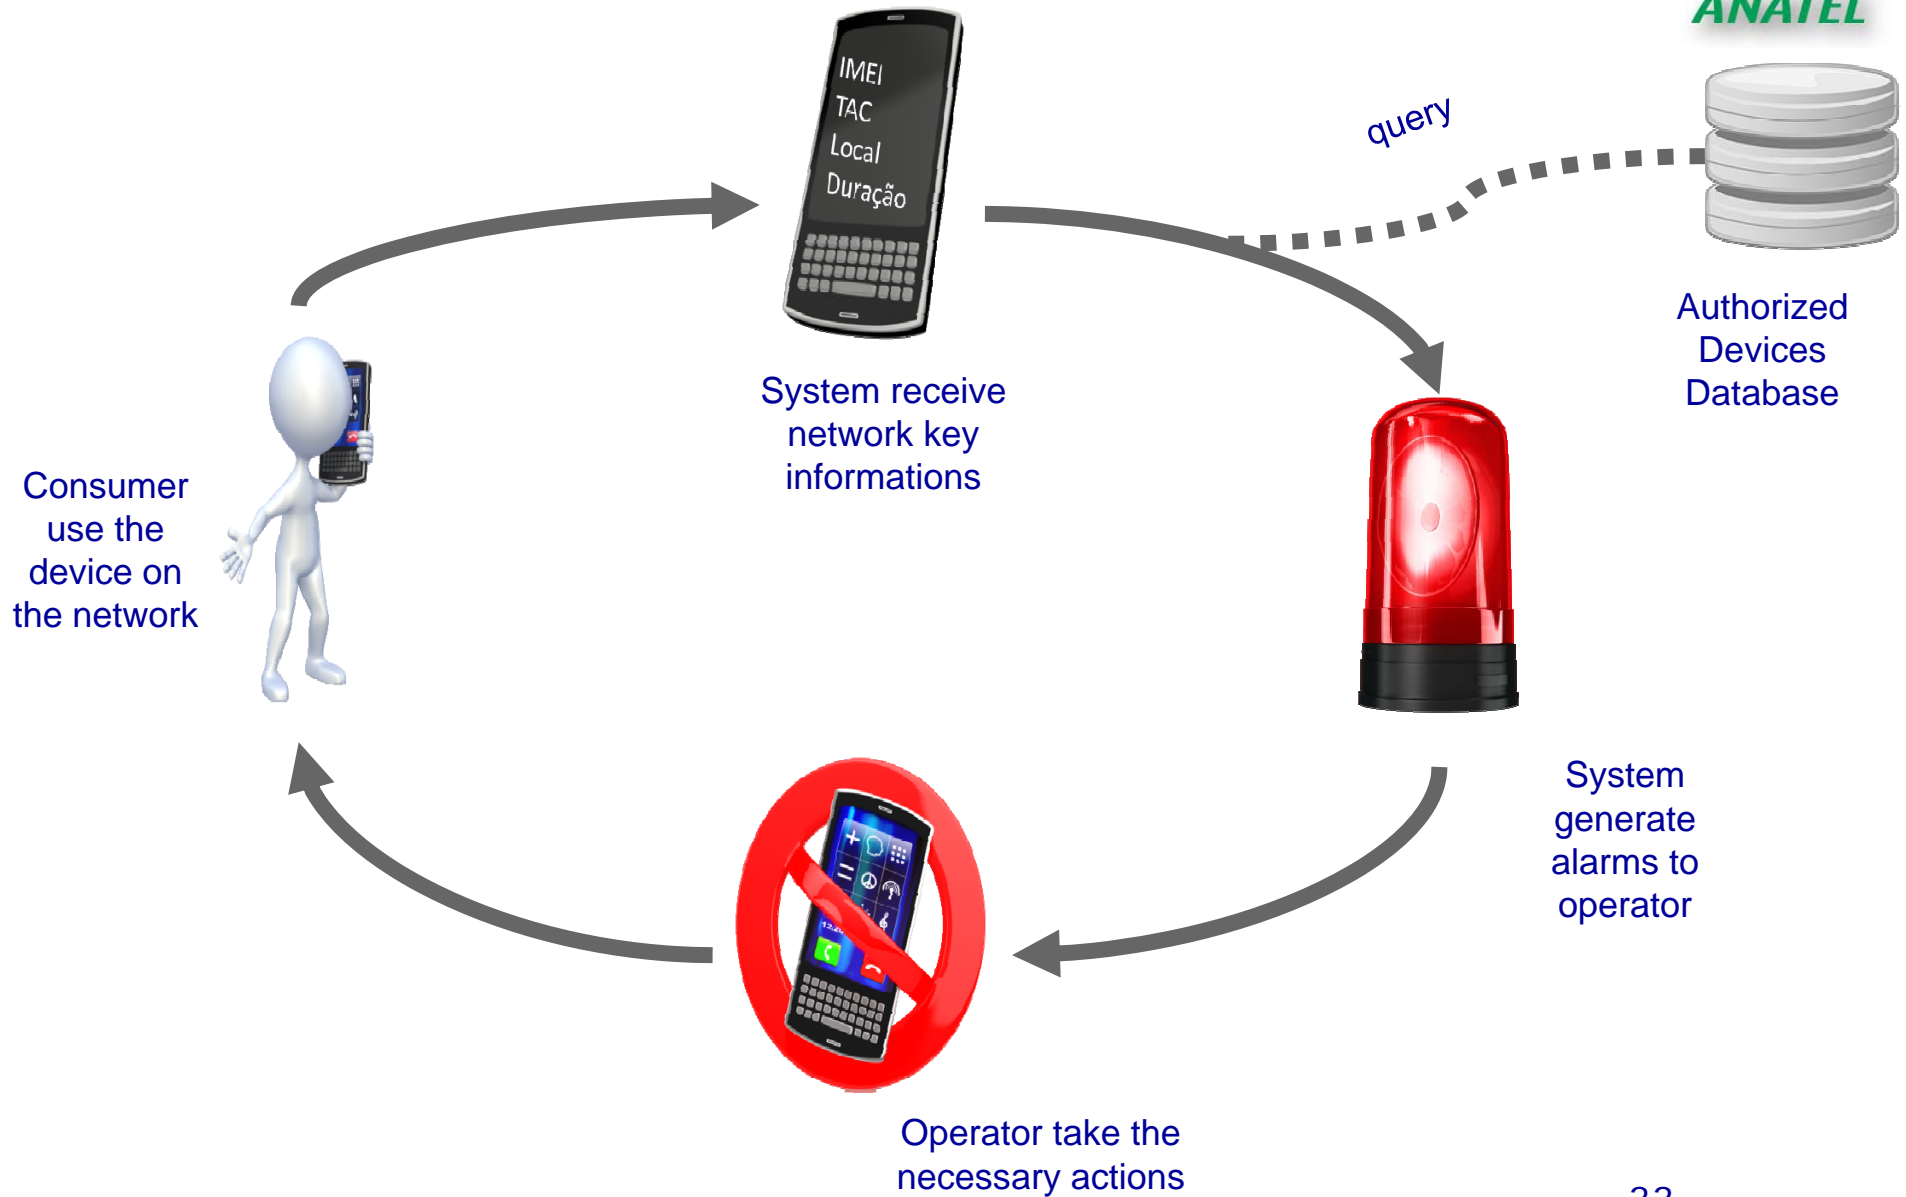 ANATEL
IMEI
TAC
Local
Duração
query
Authorized
Devices
Database
System receive
network key
informations
Consumer
use the
device on
the network
System
generate
alarms to
operator
Operator take the
necessary actions